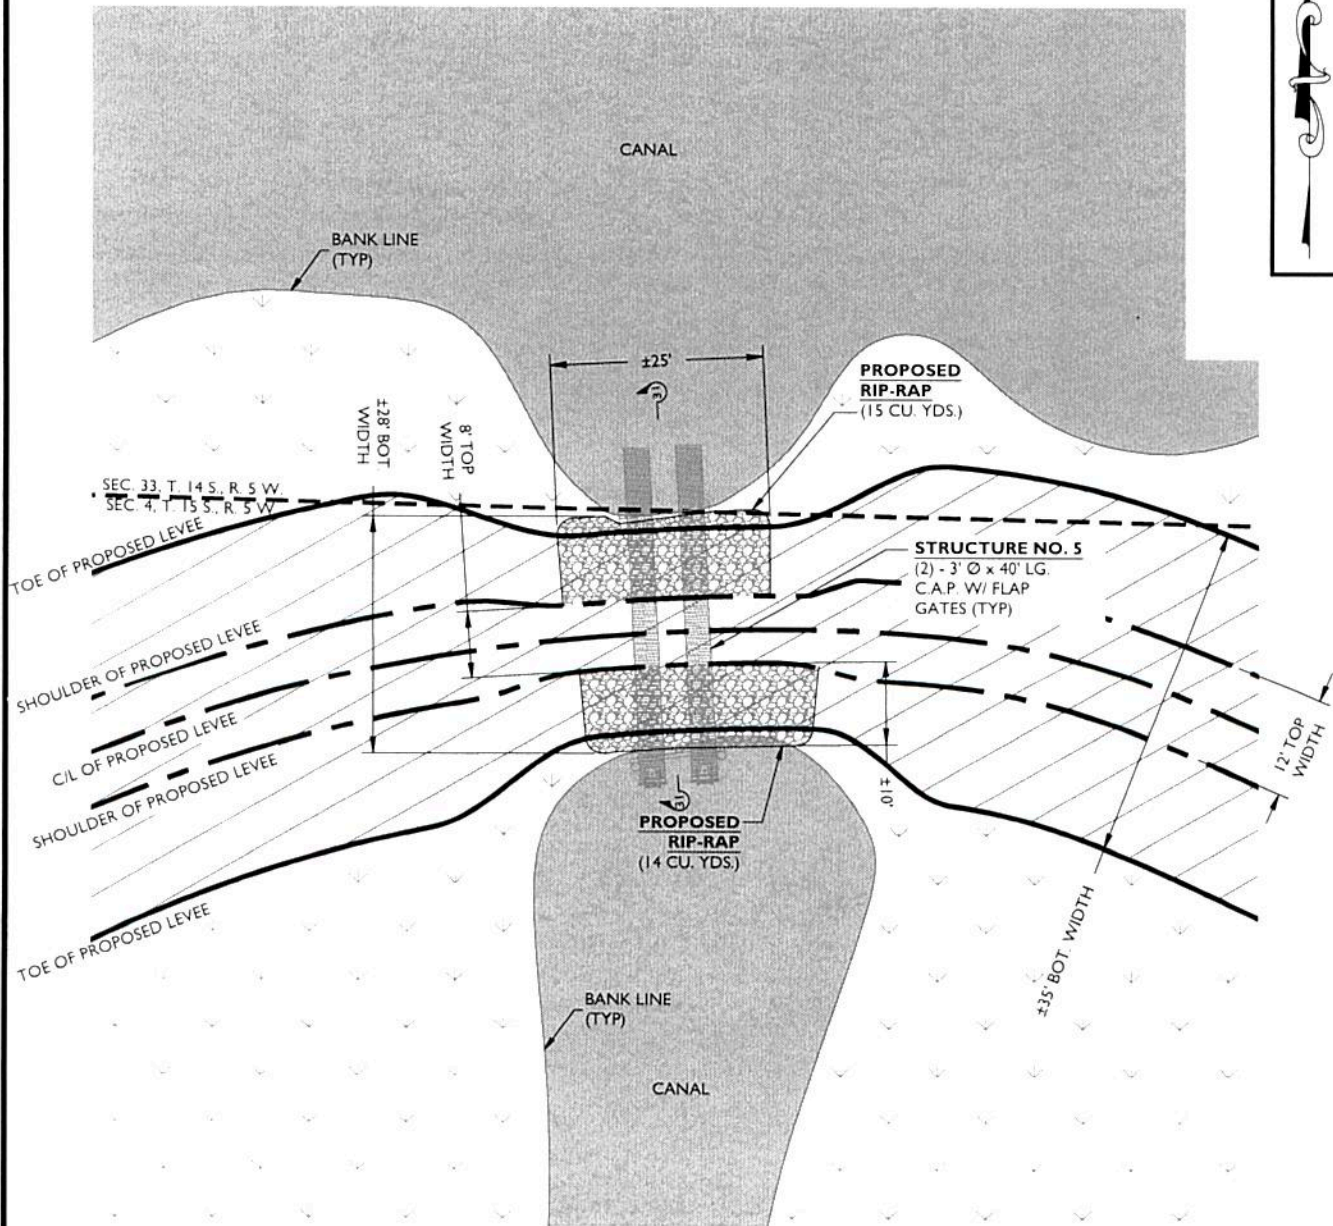 CANAL
BANK LINE
(TYP)
±25'
31
PROPOSED
RIP-RAP
(15 CU. YDS.)
±28' BOT
WIDTH
8' TOP
WIDTH
SEC. 33, T. 14 S., R. 5 W.
SEC. 4, T. 15 S., R. 5 W.
TOE OF PROPOSED LEVEE
STRUCTURE NO. 5
(2) - 3' Ø x 40' LG.
C.A.P. W/ FLAP
GATES (TYP)
SHOULDER OF PROPOSED LEVEE
C/L OF PROPOSED LEVEE
SHOULDER OF PROPOSED LEVEE
12' TOP
WIDTH
±10'
31
PROPOSED
RIP-RAP
(14 CU. YDS.)
TOE OF PROPOSED LEVEE
±35' BOT. WIDTH
BANK LINE
(TYP)
CANAL